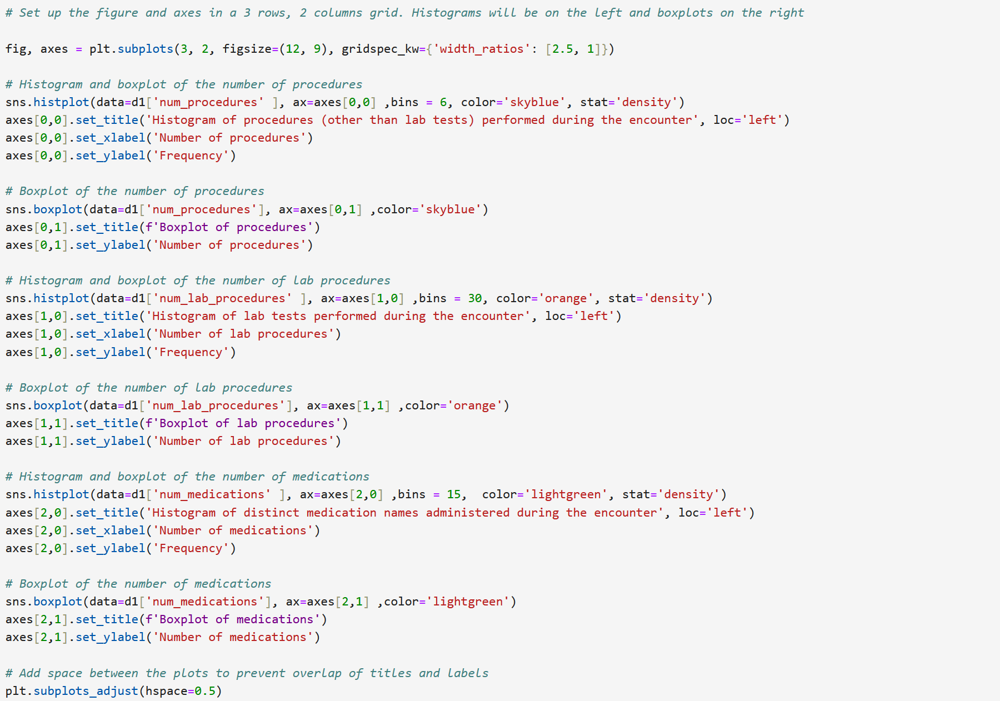 # Set up the figure and axes in a 3 rows, 2 columns grid. Histograms will be on the left and boxplots on the right
fig, axes = plt.subplots(3, 2, figsize=(12, 9), gridspec_kw={'width_ratios': [2.5, 1]})
# Histogram and boxplot of the number of procedures
sns.histplot(data=d1['num_procedures' ], ax=axes[0,0] ,bins = 6, color='skyblue', stat='density')
axes[0,0].set_title('Histogram of procedures (other than lab tests) performed during the encounter', loc='left')
axes[0,0].set_xlabel('Number of procedures')
axes[0,0].set_ylabel('Frequency')
# Boxplot of the number of procedures
sns.boxplot(data=d1['num_procedures'], ax=axes[0,1] ,color='skyblue')
axes[0,1].set_title(f'Boxplot of procedures')
axes[0,1].set_ylabel('Number of procedures')
# Histogram and boxplot of the number of lab procedures
sns.histplot(data=d1['num_lab_procedures' ], ax=axes[1,0] ,bins = 30, color='orange', stat='density')
axes[1,0].set_title('Histogram of lab tests performed during the encounter', loc='left')
axes[1,0].set_xlabel('Number of lab procedures')
axes[1,0].set_ylabel('Frequency')
# Boxplot of the number of lab procedures
sns.boxplot(data=d1['num_lab_procedures'], ax=axes[1,1] ,color='orange')
axes[1,1].set_title(f'Boxplot of lab procedures')
axes[1,1].set_ylabel('Number of lab procedures')
# Histogram and boxplot of the number of medications
sns.histplot(data=d1['num_medications' ], ax=axes[2,0] ,bins = 15,  color='lightgreen', stat='density')
axes[2,0].set_title('Histogram of distinct medication names administered during the encounter', loc='left')
axes[2,0].set_xlabel('Number of medications')
axes[2,0].set_ylabel('Frequency')
# Boxplot of the number of medications
sns.boxplot(data=d1['num_medications'], ax=axes[2,1] ,color='lightgreen')
axes[2,1].set_title(f'Boxplot of medications')
axes[2,1].set_ylabel('Number of medications')
# Add space between the plots to prevent overlap of titles and labels
plt.subplots_adjust(hspace=0.5)